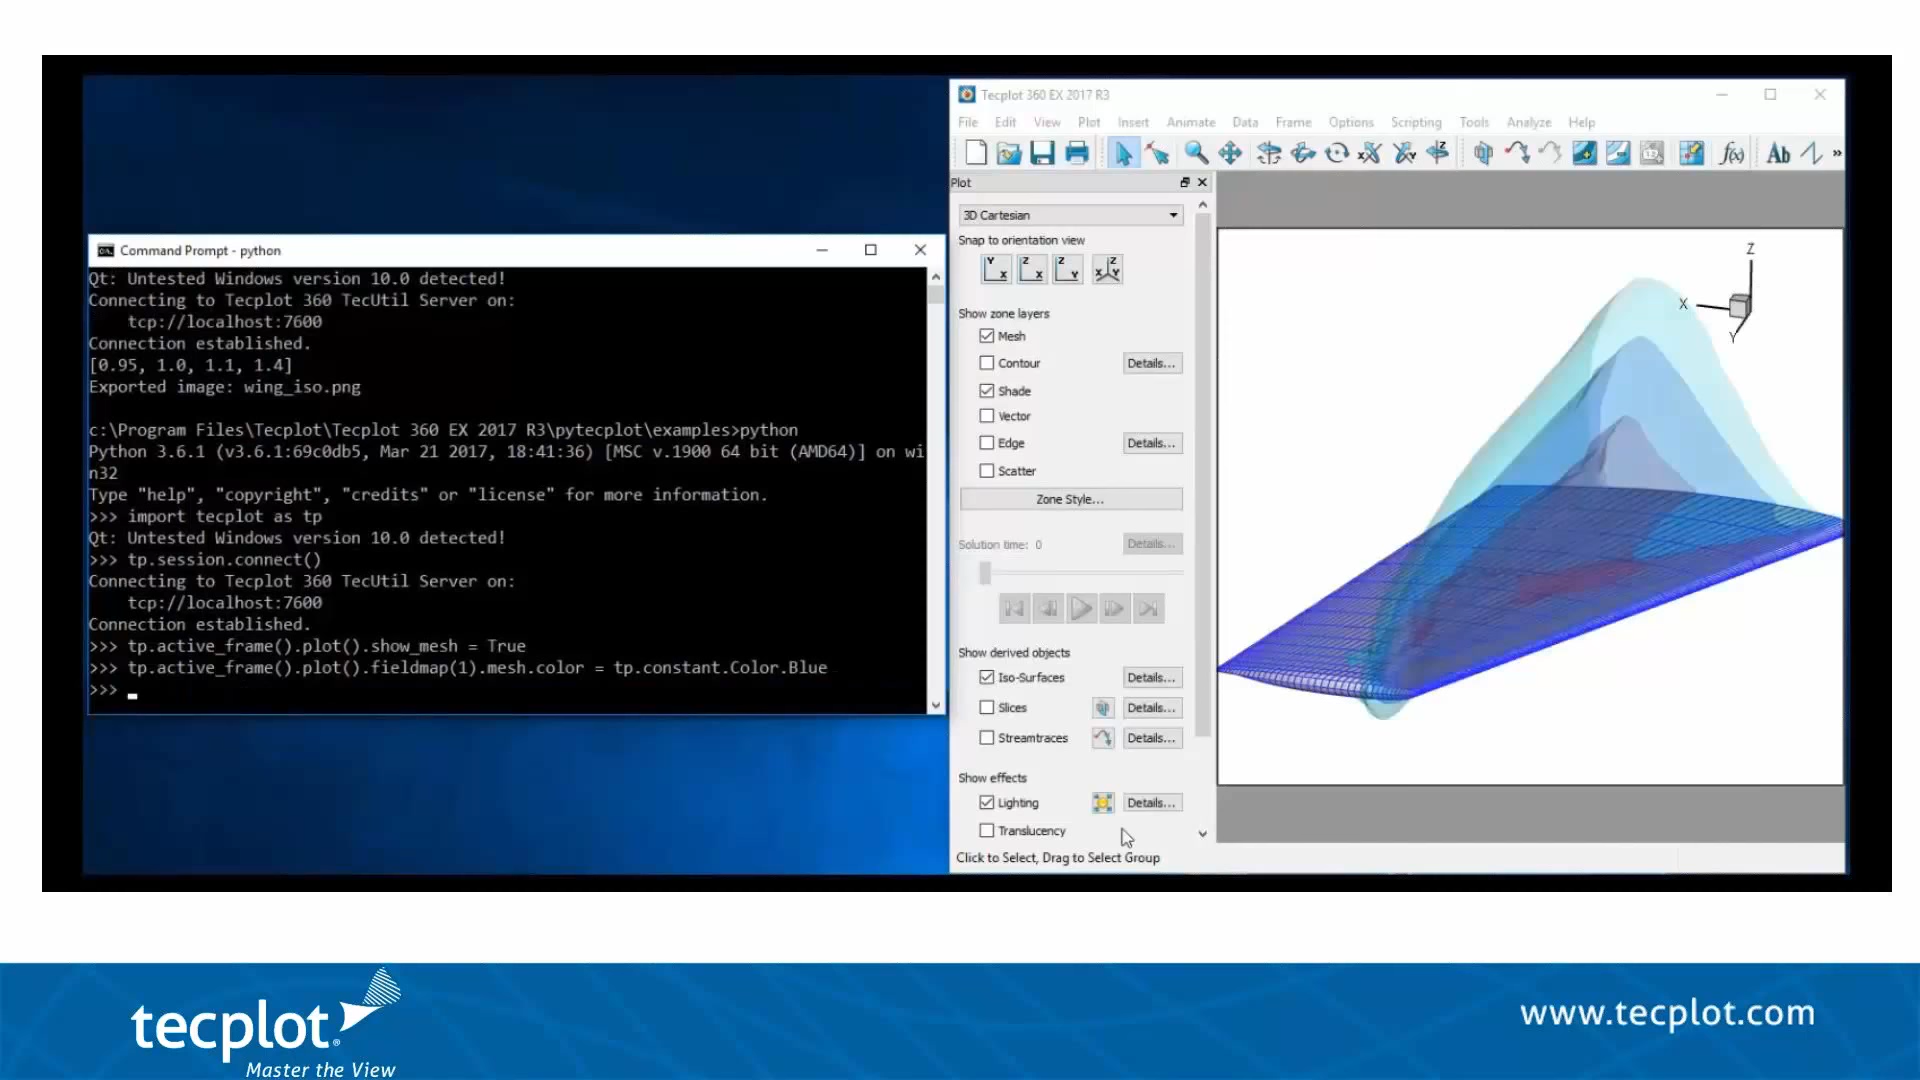 Command Prompt - python
Qt: Untested Windows version 10.0 detected!
Connecting to Tecplot 360 TecUtil Server on:
tcp://localhost:7600
Connection established.
[0.95, 1.0, 1.1, 1.4]
Exported image: wing_iso.png
c:\Program Files\Tecplot\Tecplot 360 EX 2017 R3\pytecplot\examples>python
Python 3.6.1 (v3.6.1:69c0db5, Mar 21 2017, 18:41:36) [MSC v.1900 64 bit (AMD64)] on wi
n32
Type "help", "copyright", "credits" or "license" for more information.
>>> import tecplot as tp
Qt: Untested Windows version 10.0 detected!
>>> tp.session.connect()
Connecting to Tecplot 360 TecUtil Server on:
tcp://localhost:7600
Connection established.
>>> tp.active_frame().plot().show_mesh = True
>>> tp.active_frame().plot().fieldmap(1).mesh.color = tp.constant.Color.Blue
>>>
Tecplot 360 EX 2017 R3
File Edit View Plot Insert Animate Data Frame Options Scripting Tools Analyze Help
Plot
3D Cartesian
Snap to orientation view
Y X Z X Z Y Z X Y
Show zone layers
Mesh
Contour Details...
Shade
Vector
Edge Details...
Scatter
Zone Style...
Solution time: 0 Details...
Show derived objects
Iso-Surfaces Details...
Slices Details...
Streamtraces Details...
Show effects
Lighting Details...
Translucency
Click to Select, Drag to Select Group
Z
X
Y
tecplot®
Master the View
www.tecplot.com